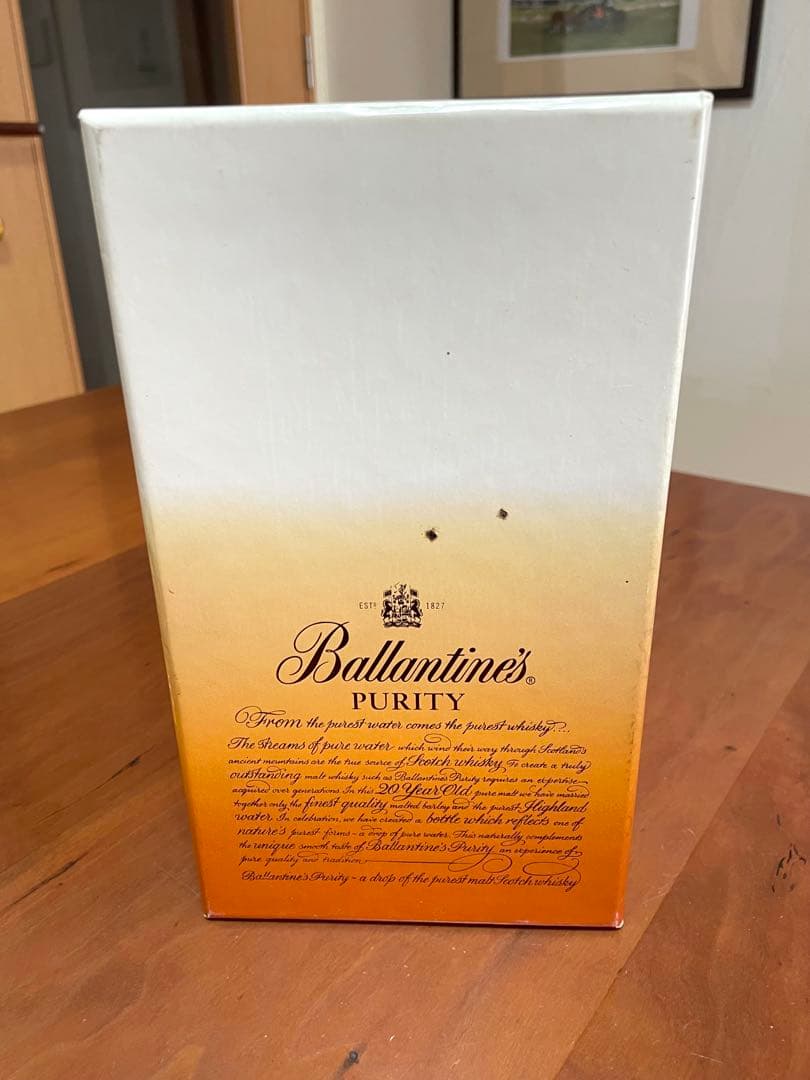 ESTD 1827
Ballantine's®
PURITY
From the purest water comes the purest whisky....
The streams of pure water which wind their way through Scotland's
ancient mountains are the true source of Scotch whisky. To create a truly
outstanding malt whisky such as Ballantine's Purity requires an expertise
acquired over generations. In this 20 Year Old pure malt we have married
together only the finest quality malted barley and the purest Highland
water. In celebration, we have created a bottle which reflects one of
nature's purest forms - a drop of pure water. This naturally complements
the unique smooth taste of Ballantine's Purity, an experience of
pure quality and tradition.
Ballantine's Purity - a drop of the purest malt Scotch whisky